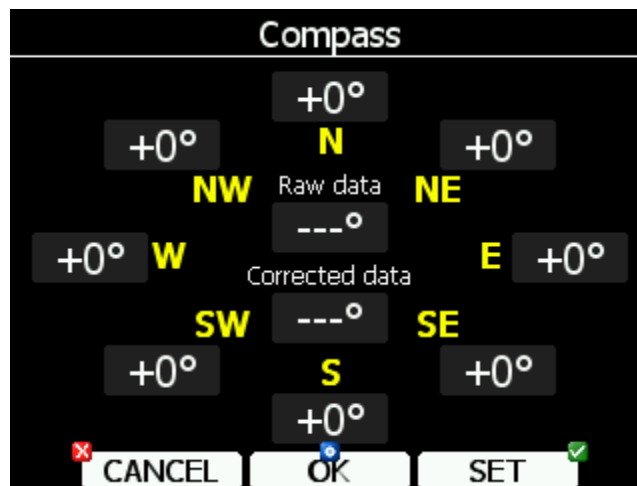 Compass
+0°
+0° N +0°
NW Raw data NE
---°
+0° W E +0°
Corrected data
SW ---° SE
+0° S +0°
+0°
CANCEL OK SET